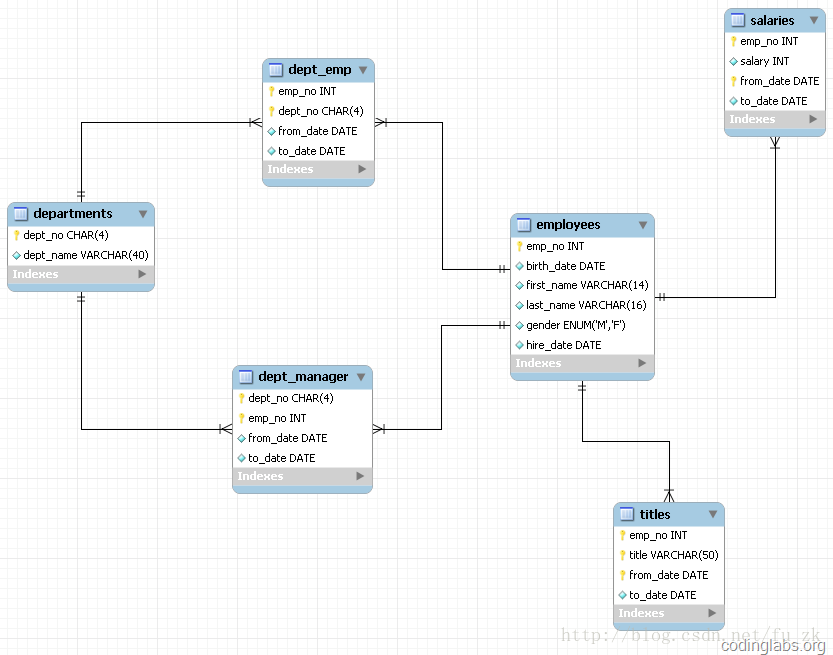 salaries
emp_no INT
salary INT
from_date DATE
to_date DATE
Indexes
dept_emp
emp_no INT
dept_no CHAR(4)
from_date DATE
to_date DATE
Indexes
departments
dept_no CHAR(4)
dept_name VARCHAR(40)
Indexes
employees
emp_no INT
birth_date DATE
first_name VARCHAR(14)
last_name VARCHAR(16)
gender ENUM('M','F')
hire_date DATE
Indexes
dept_manager
dept_no CHAR(4)
emp_no INT
from_date DATE
to_date DATE
Indexes
titles
emp_no INT
title VARCHAR(50)
from_date DATE
to_date DATE
Indexes
http://blog.csdn.net/fu_zk
codinglabs.org